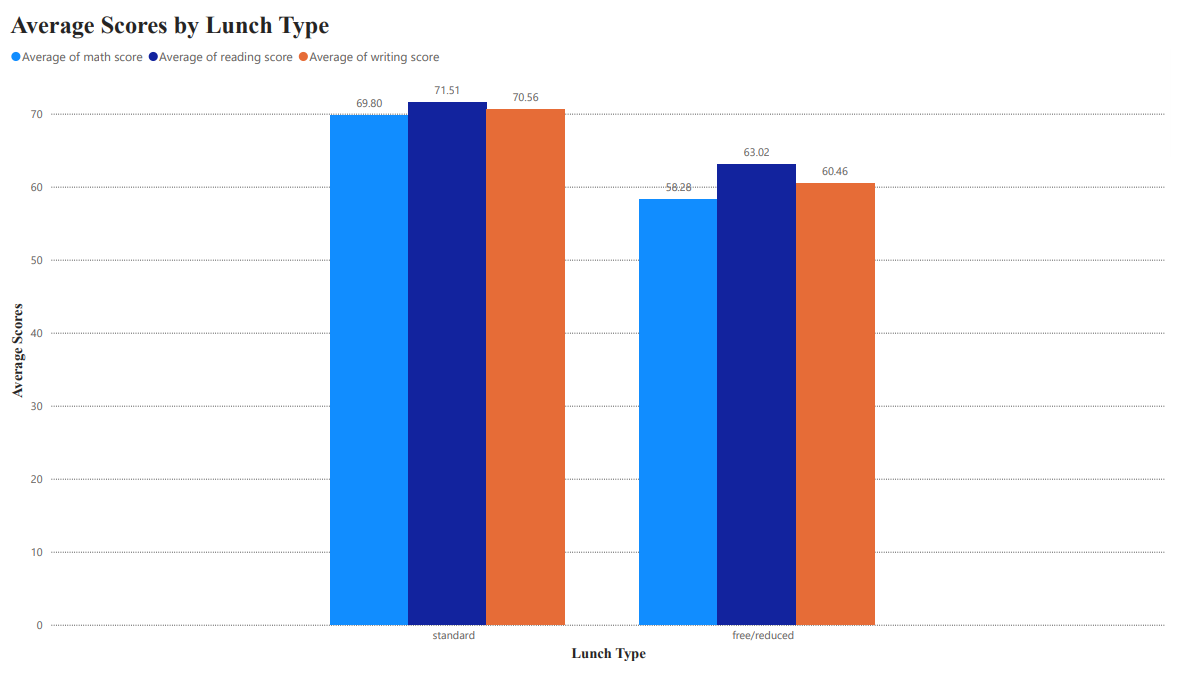 Average Scores by Lunch Type
Average of math score Average of reading score Average of writing score
71.51
70.56
69.80
70
63.02
60.46
60
58.28
50
40
30
20
10
0
Average Scores
standard free/reduced
Lunch Type